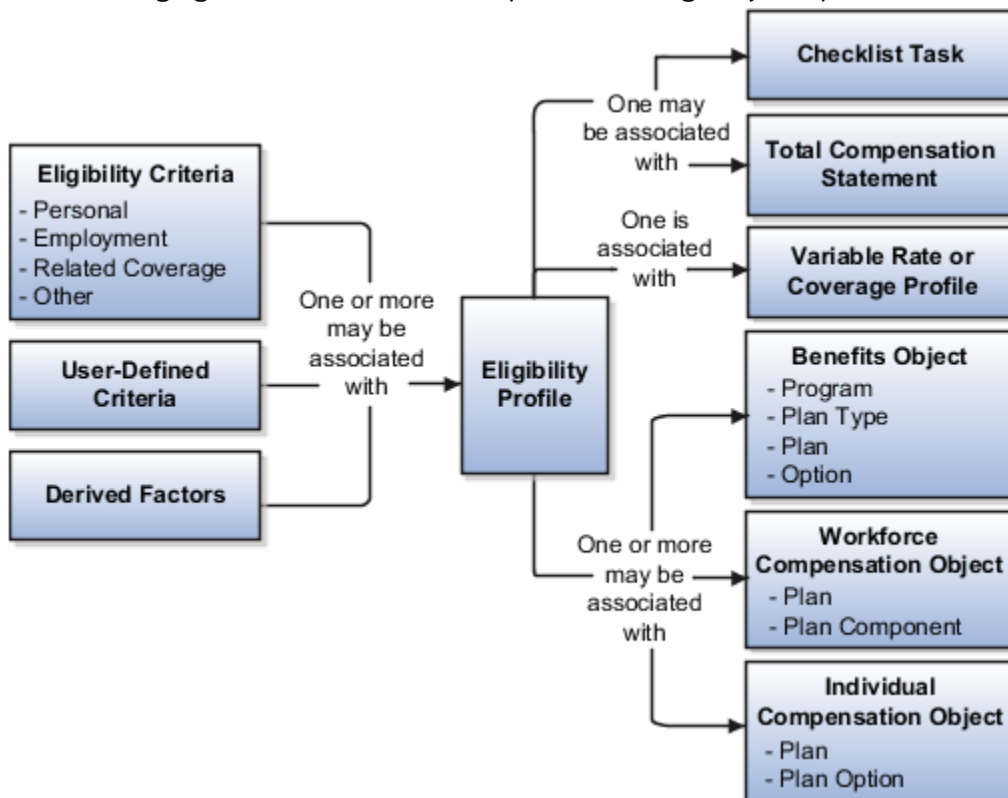 Checklist Task
One may
be associated
with
Total Compensation
Statement
Eligibility Criteria
- Personal
- Employment
- Related Coverage
- Other
One is
associated
with
Variable Rate or
Coverage Profile
One or more
may be
associated
with
User-Defined
Criteria
Derived Factors
Eligibility
Profile
Benefits Object
- Program
- Plan Type
- Plan
- Option
One or more
may be
associated
with
Workforce
Compensation Object
- Plan
- Plan Component
Individual
Compensation Object
- Plan
- Plan Option